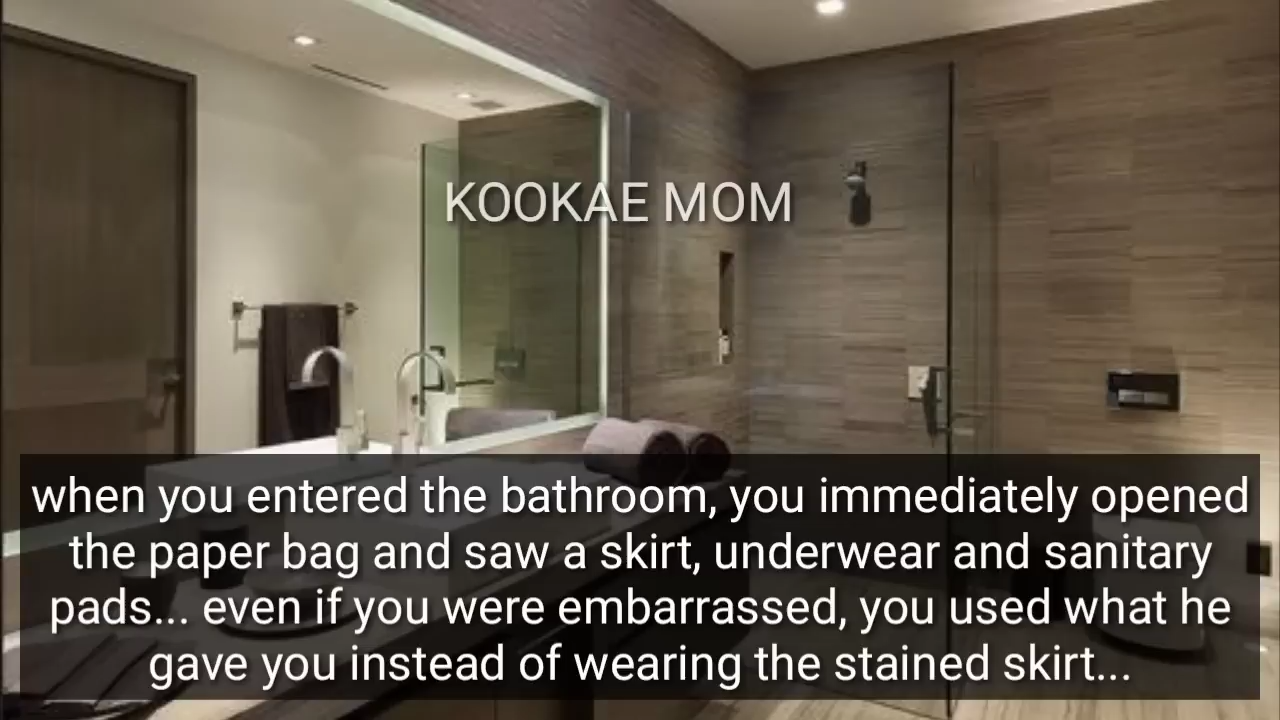 KOOKAE MOM
when you entered the bathroom, you immediately opened
the paper bag and saw a skirt, underwear and sanitary
pads... even if you were embarrassed, you used what he
gave you instead of wearing the stained skirt...